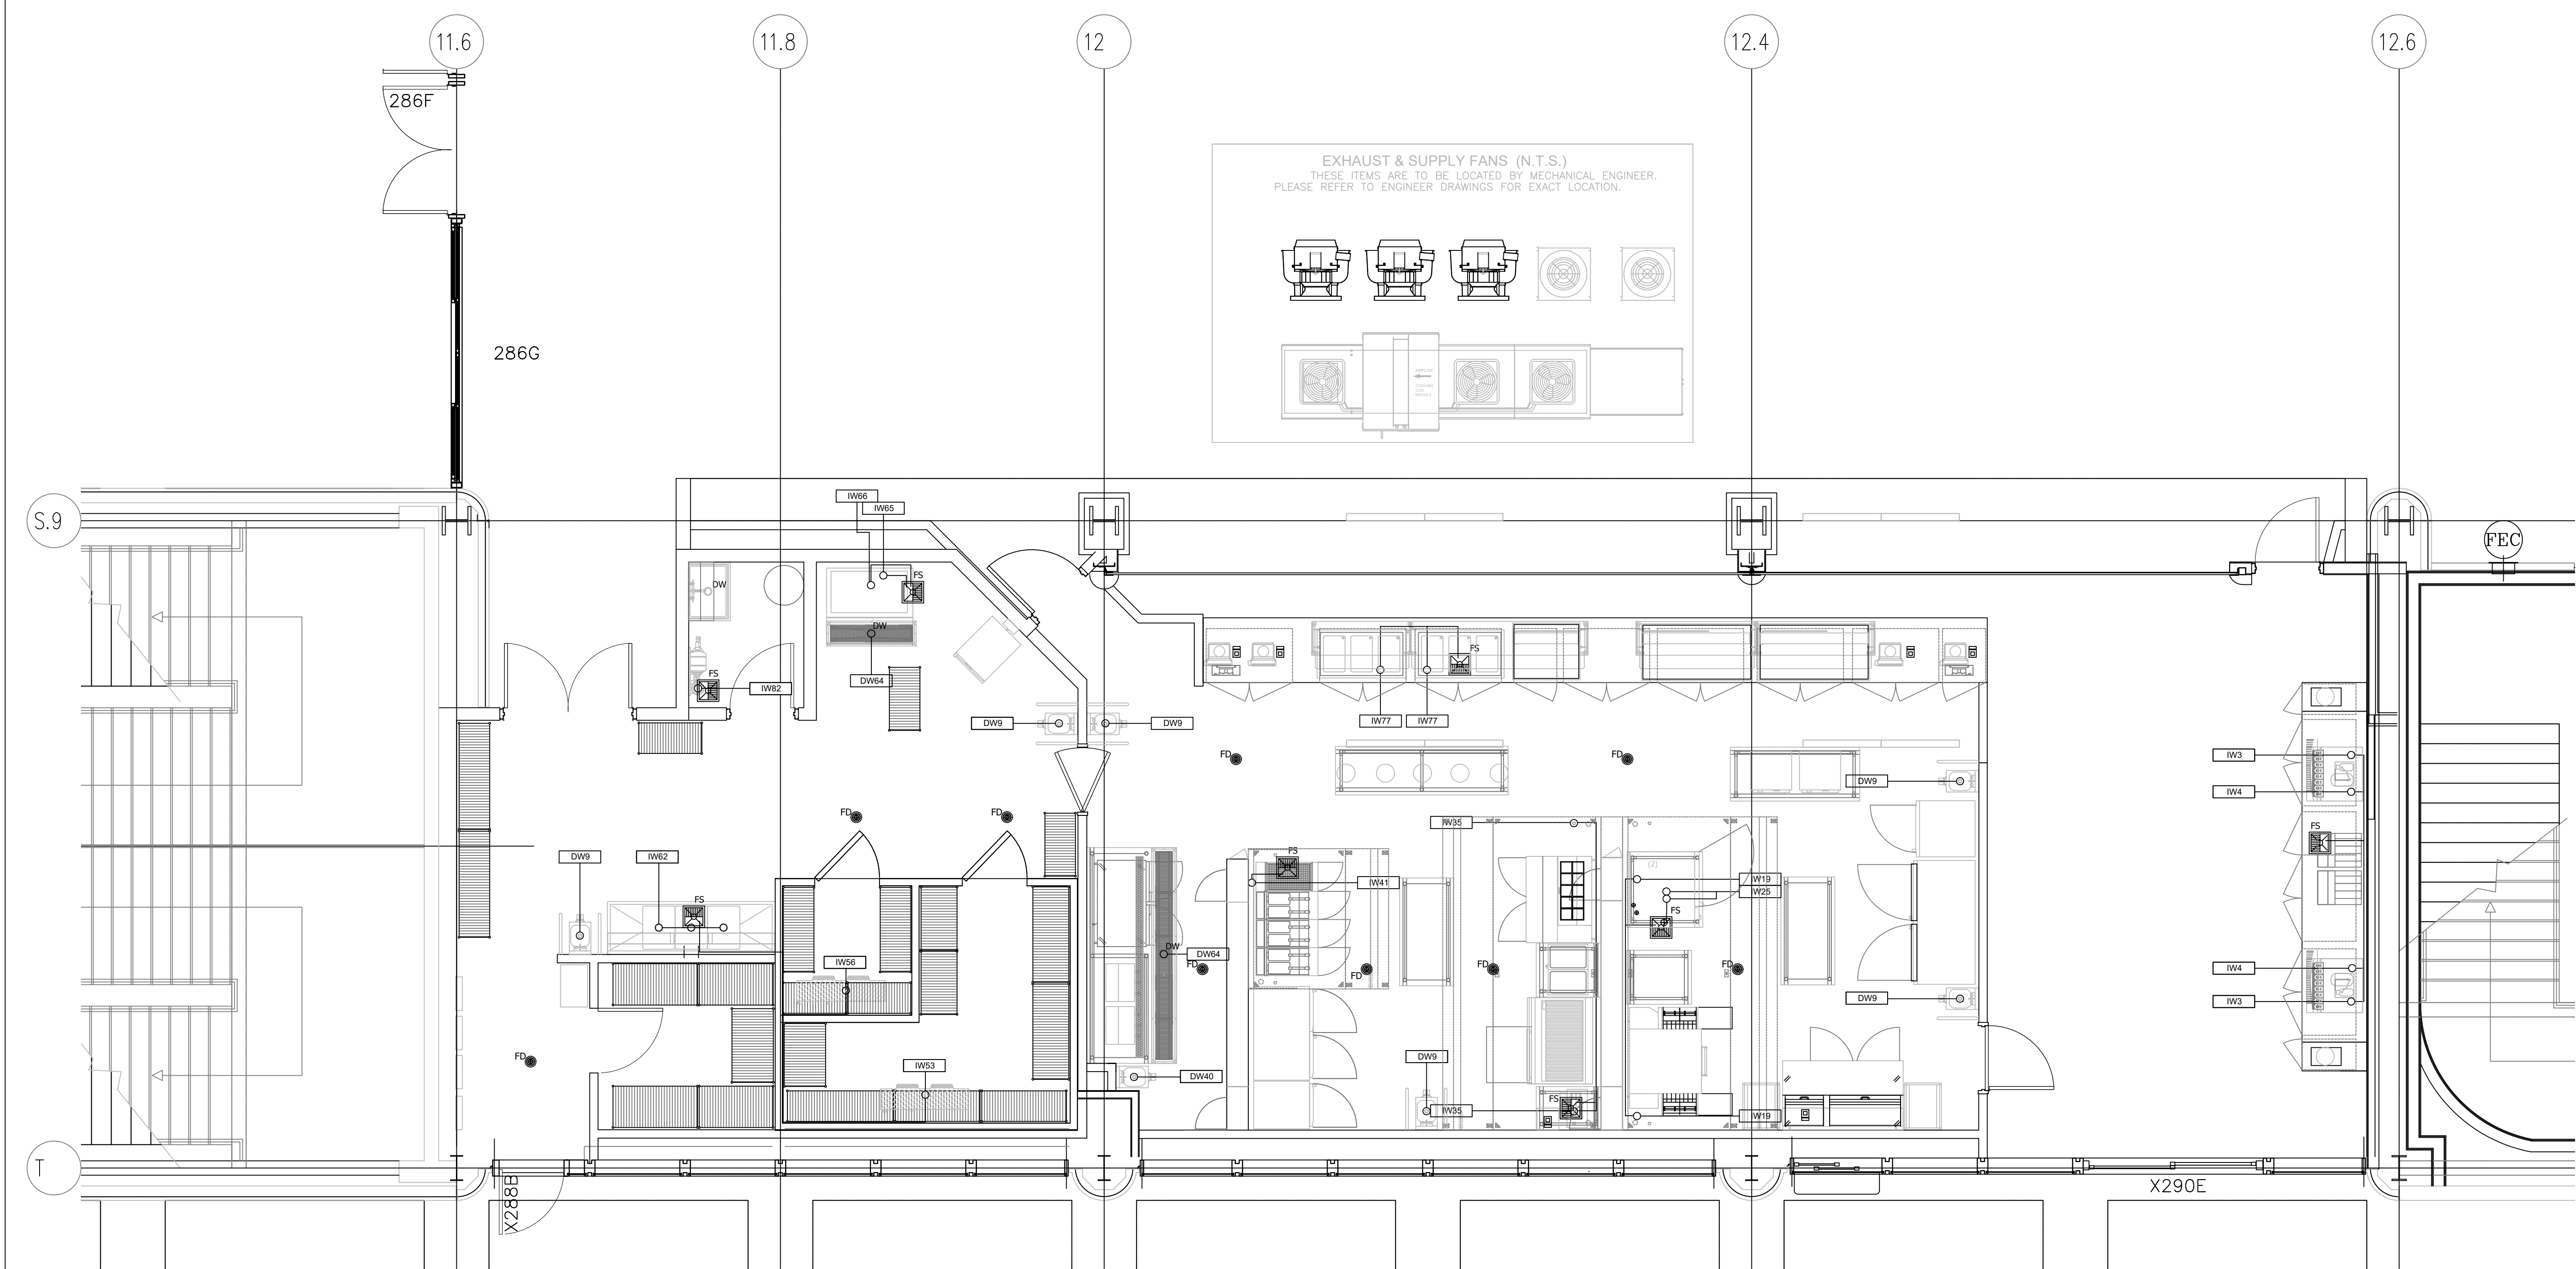 11.6
11.8
12
12.4
12.6
286F
EXHAUST & SUPPLY FANS (N.T.S.)
THESE ITEMS ARE TO BE LOCATED BY MECHANICAL ENGINEER.
PLEASE REFER TO ENGINEER DRAWINGS FOR EXACT LOCATION.
286G
AIRFLOW
S.9
IW66
IW65
FEC
DW
FS
DW
FS
IW82
DW64
FS
DW9
DW9
IW77
IW77
FD
FD
IW3
DW9
IW4
FD
FD
IW35
FS
DW9
IW62
FS
(2)
IW41
IW19
IW25
FS
FS
DW
DW64
IW56
FD
FD
FD
FD
IW4
DW9
IW3
FD
IW53
DW40
DW9
FS
IW35
IW19
T
X288B
X290E